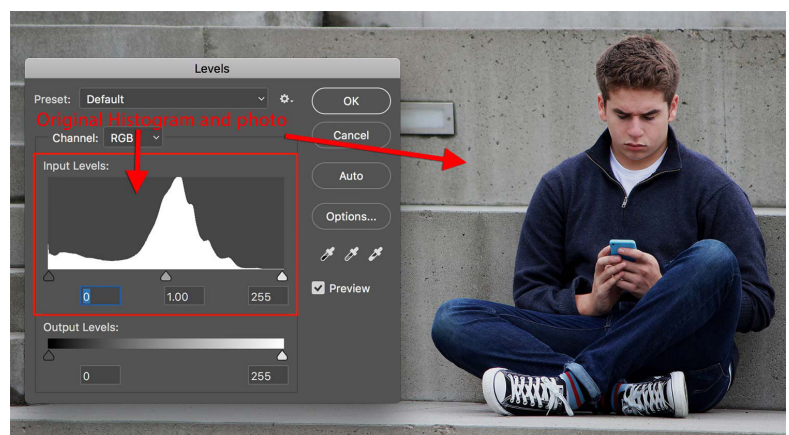 Levels
Preset: Default
OK
Original Histogram and photo
Channel: RGB
Cancel
Input Levels:
Auto
Options...
0 1.00 255
Preview
Output Levels:
0 255